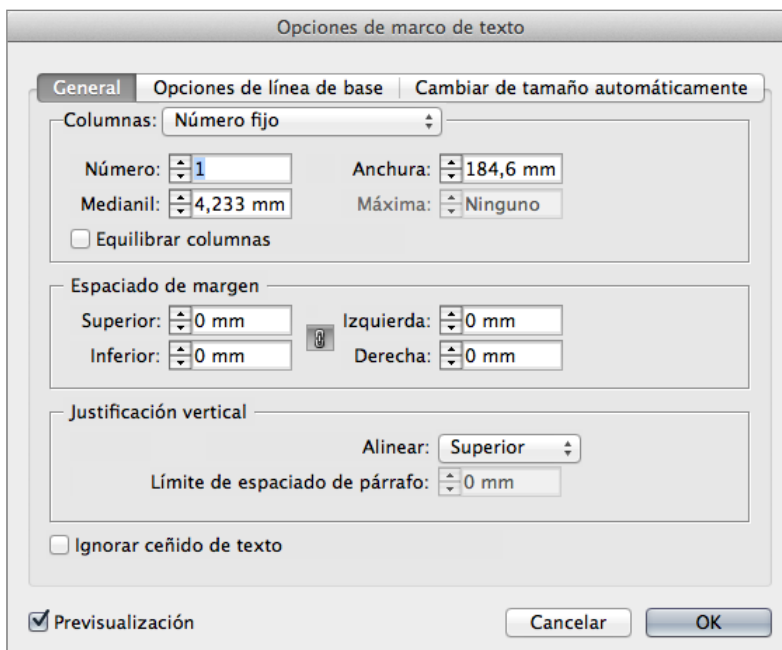 Opciones de marco de texto
General Opciones de línea de base Cambiar de tamaño automáticamente
Columnas: Número fijo
Número: 1 Anchura: 184,6 mm
Medianil: 4,233 mm Máxima: Ninguno
Equilibrar columnas
Espaciado de margen
Superior: 0 mm Izquierda: 0 mm
Inferior: 0 mm Derecha: 0 mm
Justificación vertical
Alinear: Superior
Límite de espaciado de párrafo: 0 mm
Ignorar ceñido de texto
Previsualización Cancelar OK